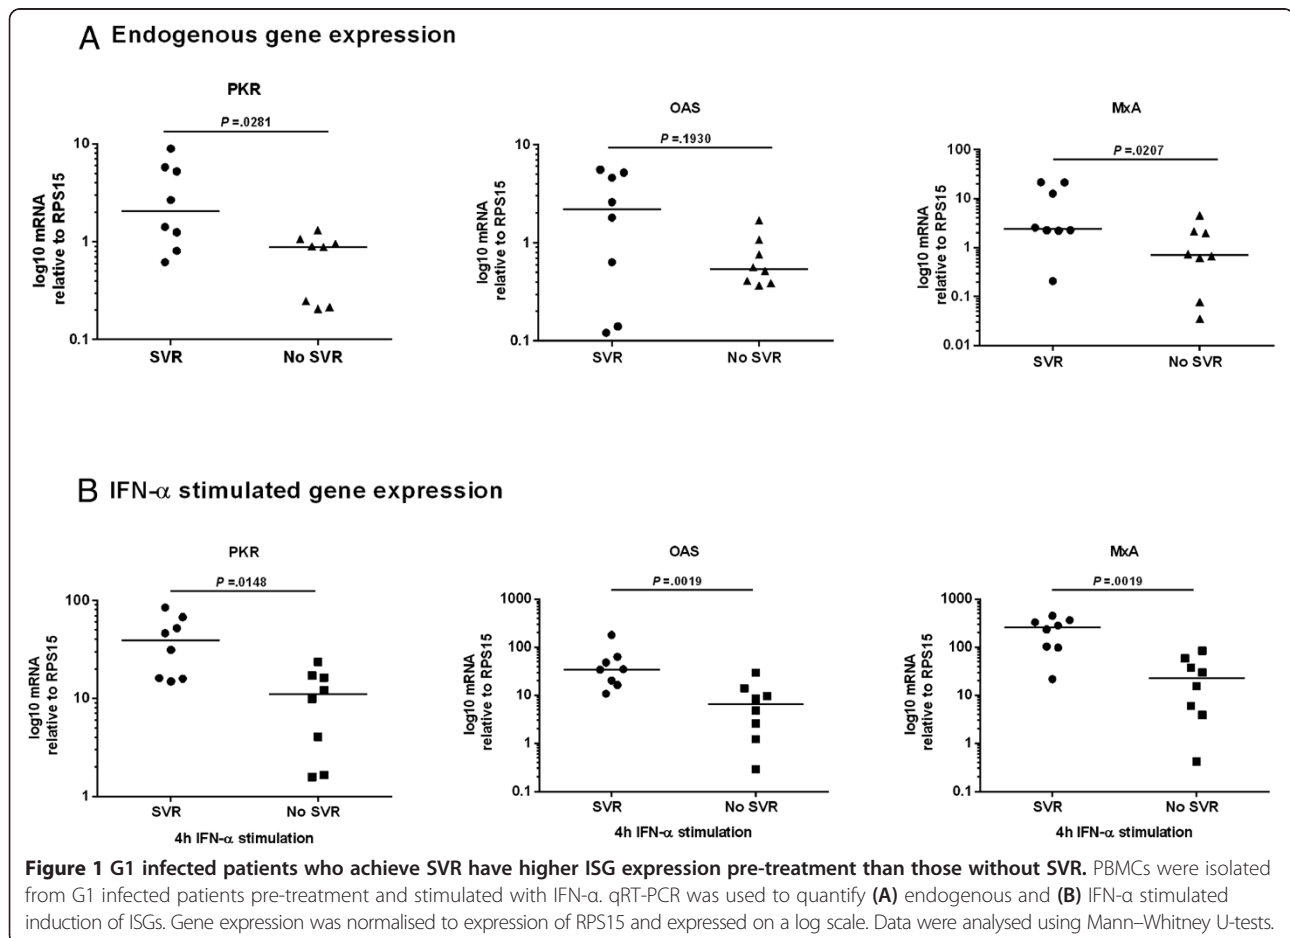 A Endogenous gene expression
PKR
P =.0281
log10 mRNA
relative to RPS15
10
1
0.1
SVR
No SVR
OAS
P =.1930
log10 mRNA
relative to RPS15
10
1
0.1
SVR
No SVR
MxA
P =.0207
log10 mRNA
relative to RPS15
100
10
1
0.1
0.01
SVR
No SVR
B IFN-α stimulated gene expression
PKR
P =.0148
log10 mRNA
relative to RPS15
100
10
1
SVR
No SVR
4h IFN-α stimulation
OAS
P =.0019
log10 mRNA
relative to RPS15
1000
100
10
1
0.1
SVR
No SVR
4h IFN-α stimulation
MxA
P =.0019
log10 mRNA
relative to RPS15
1000
100
10
1
0.1
SVR
No SVR
4h IFN-α stimulation
Figure 1 G1 infected patients who achieve SVR have higher ISG expression pre-treatment than those without SVR. PBMCs were isolated
from G1 infected patients pre-treatment and stimulated with IFN-α. qRT-PCR was used to quantify (A) endogenous and (B) IFN-α stimulated
induction of ISGs. Gene expression was normalised to expression of RPS15 and expressed on a log scale. Data were analysed using Mann–Whitney U-tests.